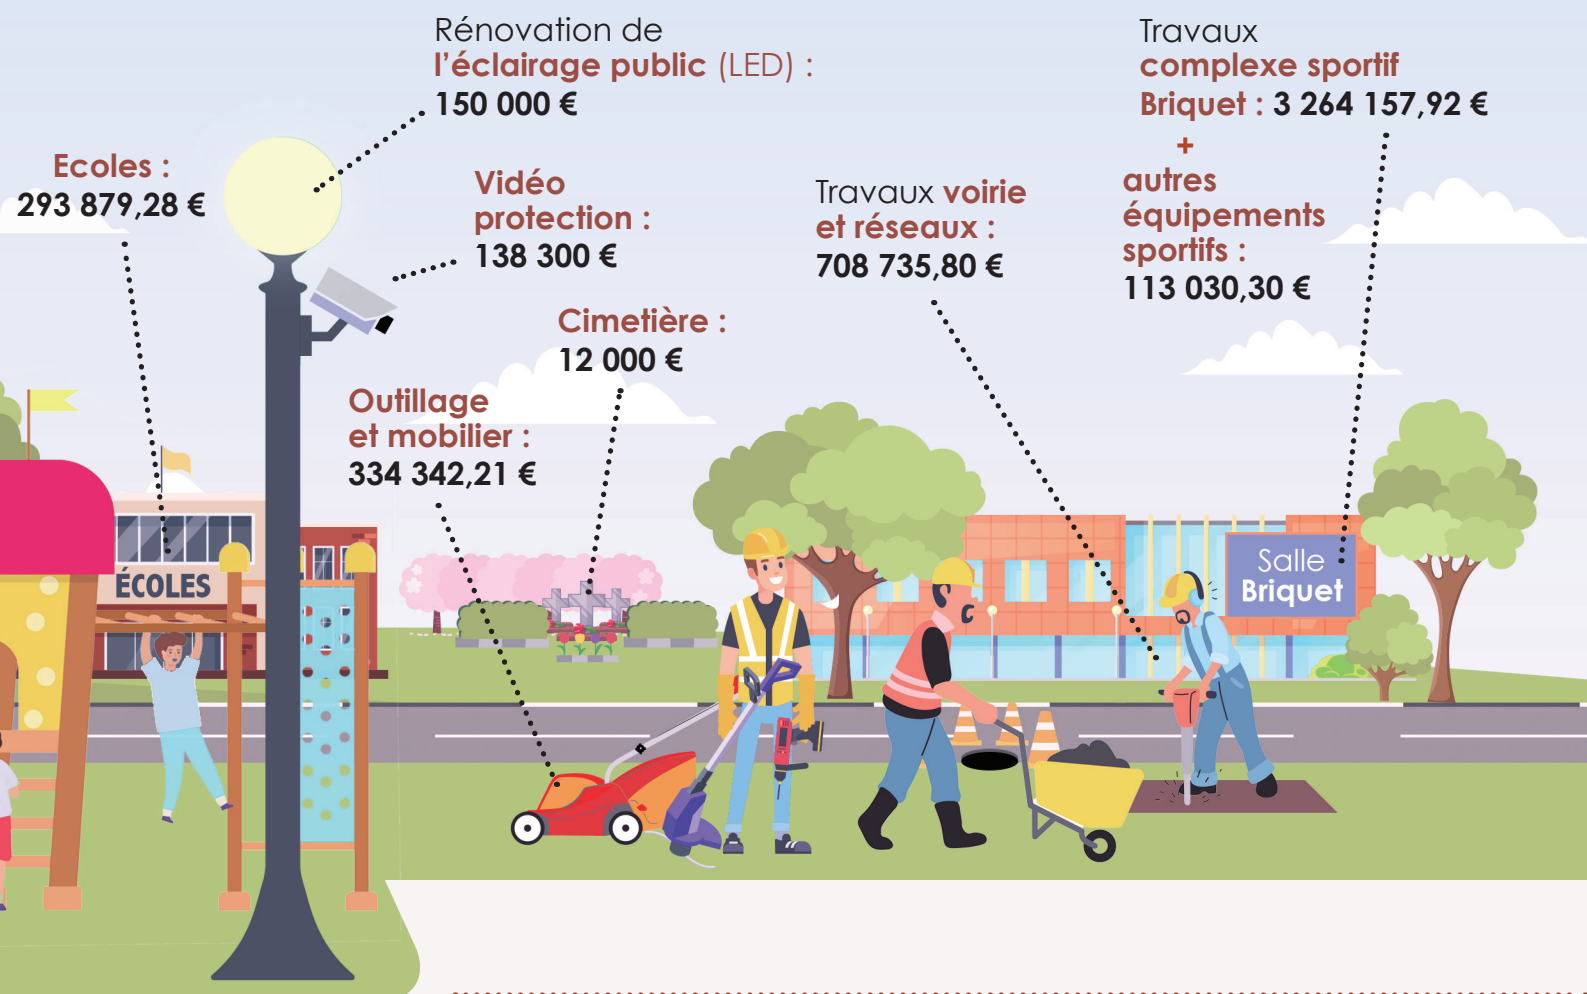 Rénovation de
l'éclairage public (LED) :
150 000 €
Travaux
complexe sportif
Briquet : 3 264 157,92 €
+
autres
équipements
sportifs :
113 030,30 €
Ecoles :
293 879,28 €
Vidéo
protection :
138 300 €
Travaux voirie
et réseaux :
708 735,80 €
Cimetière :
12 000 €
Outillage
et mobilier :
334 342,21 €
ÉCOLES
Salle
Briquet